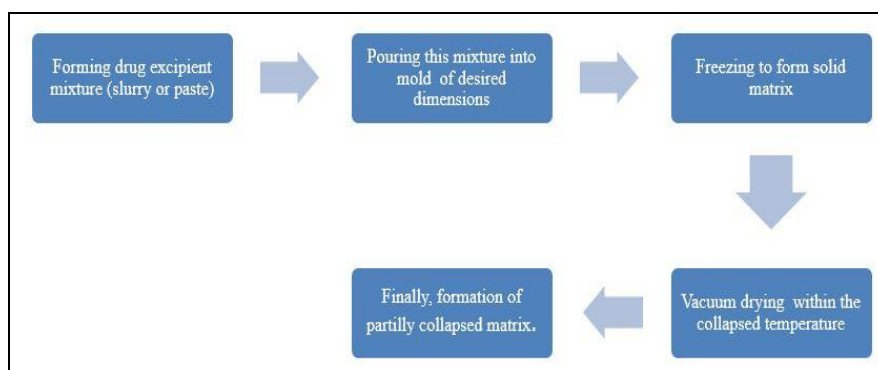 Forming drug excipient
mixture (slurry or paste)
Pouring this mixture into
mold of desired
dimensions
Freezing to form solid
matrix
Vacuum drying within the
collapsed temperature
Finally, formation of
partilly collapsed matrix.